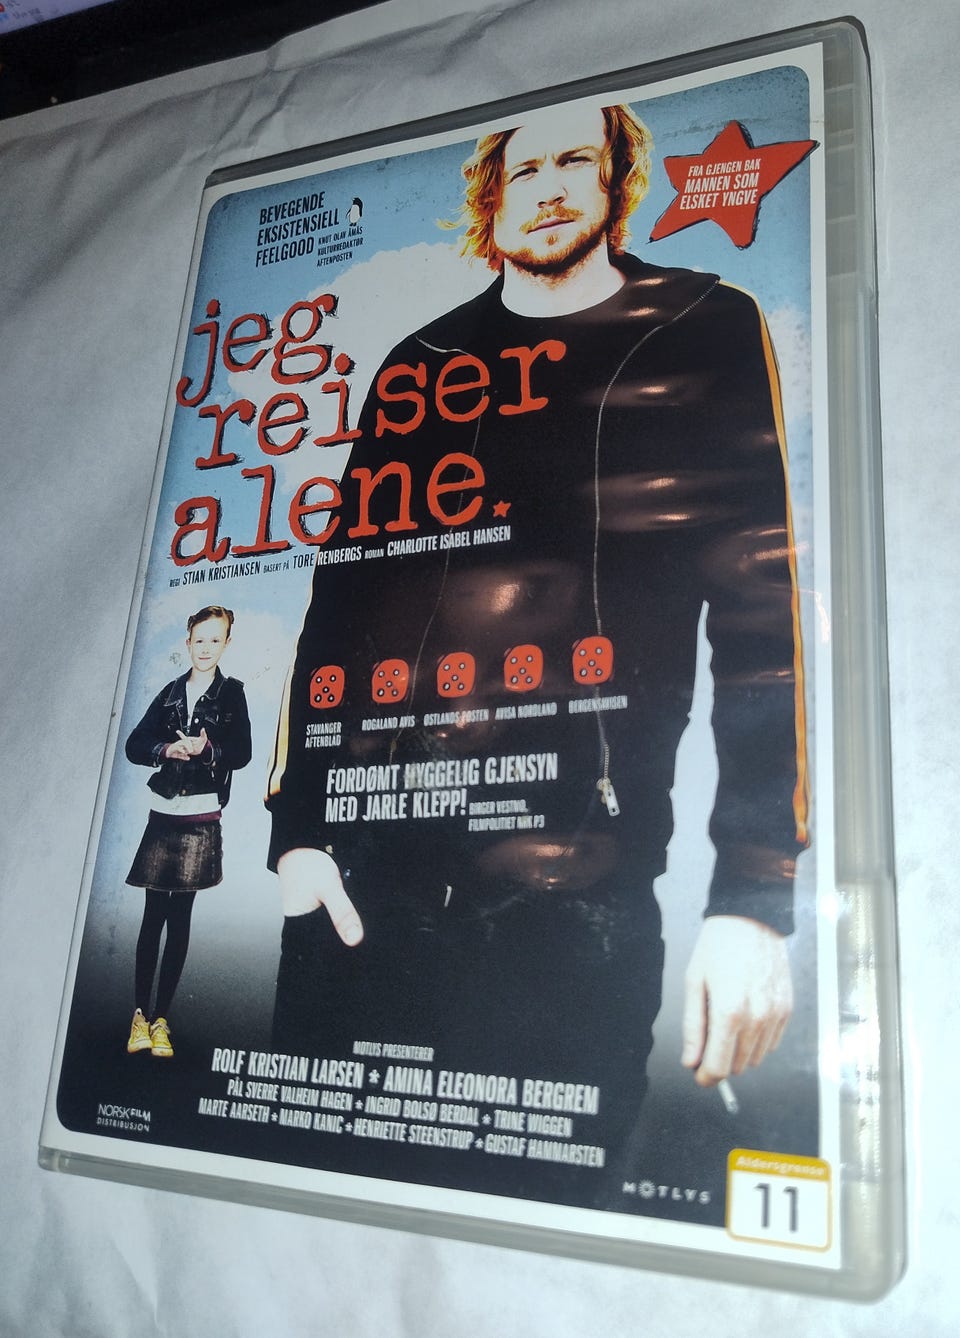 FRA GJENGEN BAK
MANNEN SOM
ELSKET YNGVE
BEVEGENDE
EKSISTENSIELL
FEELGOOD
KNUT OLAV ÅMÅS
KULTURREDAKTØR
AFTENPOSTEN
jeg
reiser
alene.
REGI STIAN KRISTIANSEN BASERT PÅ TORE RENBERGS ROMAN CHARLOTTE ISABEL HANSEN
STAVANGER
AFTENBLAD
ROGALAND AVIS
ØSTLANDS POSTEN
AVISA NORDLAND
BERGENSAVISEN
FORDØMT HYGGELIG GJENSYN
MED JARLE KLEPP!
BIRGER VESTMO,
FILMPOLITIET NRK P3
MOTLYS PRESENTERER
ROLF KRISTIAN LARSEN * AMINA ELEONORA BERGREM
PÅL SVERRE VALHEIM HAGEN * INGRID BOLSØ BERDAL * TRINE WIGGEN
MARTE AARSETH * MARKO KANIC * HENRIETTE STEENSTRUP * GUSTAF HAMMARSTEN
NORSK FILM
DISTRIBUSJON
MOTLYS
Aldersgrense
11